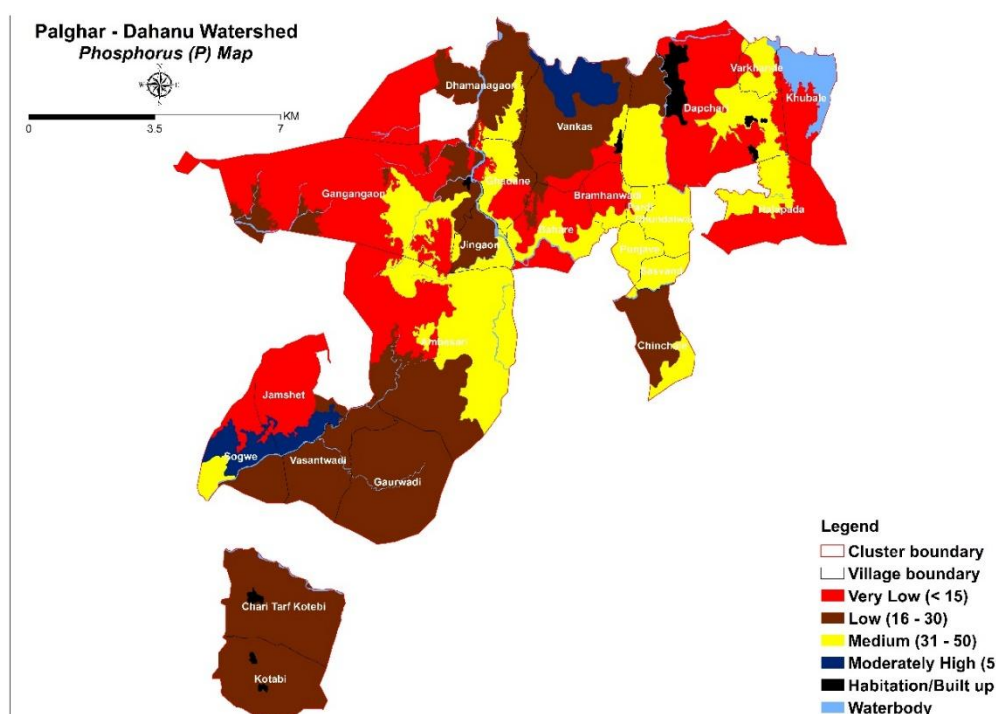 Palghar - Dahanu Watershed
Phosphorus (P) Map
N
W E
S
KM
0 3.5 7
Dhamanagaon
Varkhande
Khubale
Dapchari
Vankas
Gangangaon
Bramhanwadi
Jingaon
Ambesari
Jamshet
Sogwe
Vasantwadi
Gaurwadi
Chari Tarf Kotebi
Kotabi
Legend
Cluster boundary
Village boundary
Very Low (< 15)
Low (16 - 30)
Medium (31 - 50)
Moderately High (5
Habitation/Built up
Waterbody